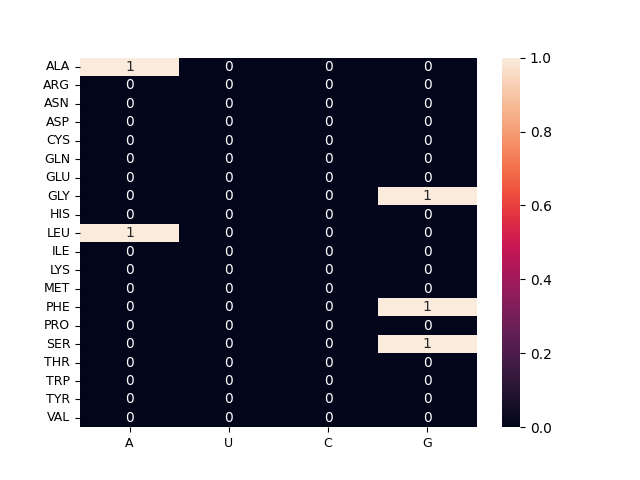 ALA 1 0 0 0
ARG 0 0 0 0
ASN 0 0 0 0
ASP 0 0 0 0
CYS 0 0 0 0
GLN 0 0 0 0
GLU 0 0 0 0
GLY 0 0 0 1
HIS 0 0 0 0
LEU 1 0 0 0
ILE 0 0 0 0
LYS 0 0 0 0
MET 0 0 0 0
PHE 0 0 0 1
PRO 0 0 0 0
SER 0 0 0 1
THR 0 0 0 0
TRP 0 0 0 0
TYR 0 0 0 0
VAL 0 0 0 0
A U C G
1.0
0.8
0.6
0.4
0.2
0.0